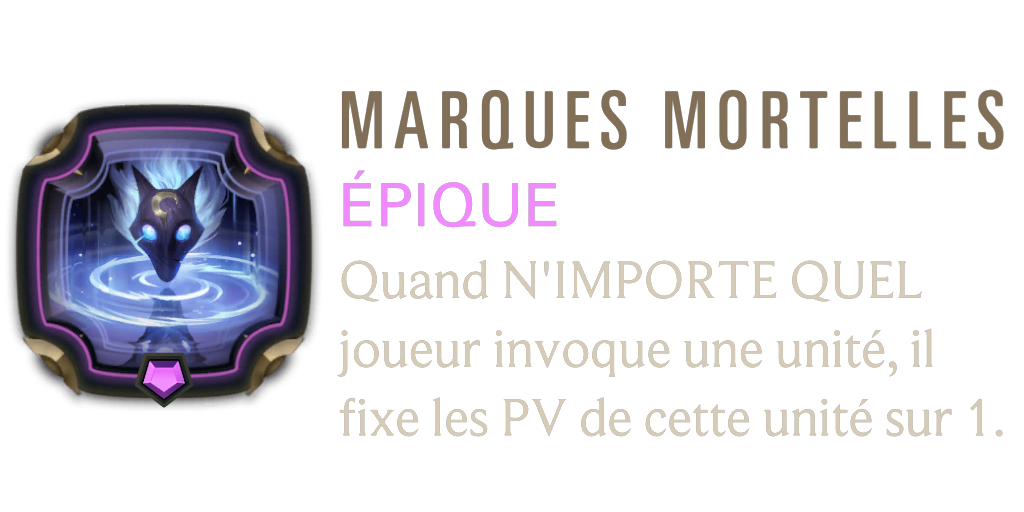 MARQUES MORTELLES
ÉPIQUE
Quand N'IMPORTE QUEL
joueur invoque une unité, il
fixe les PV de cette unité sur 1.